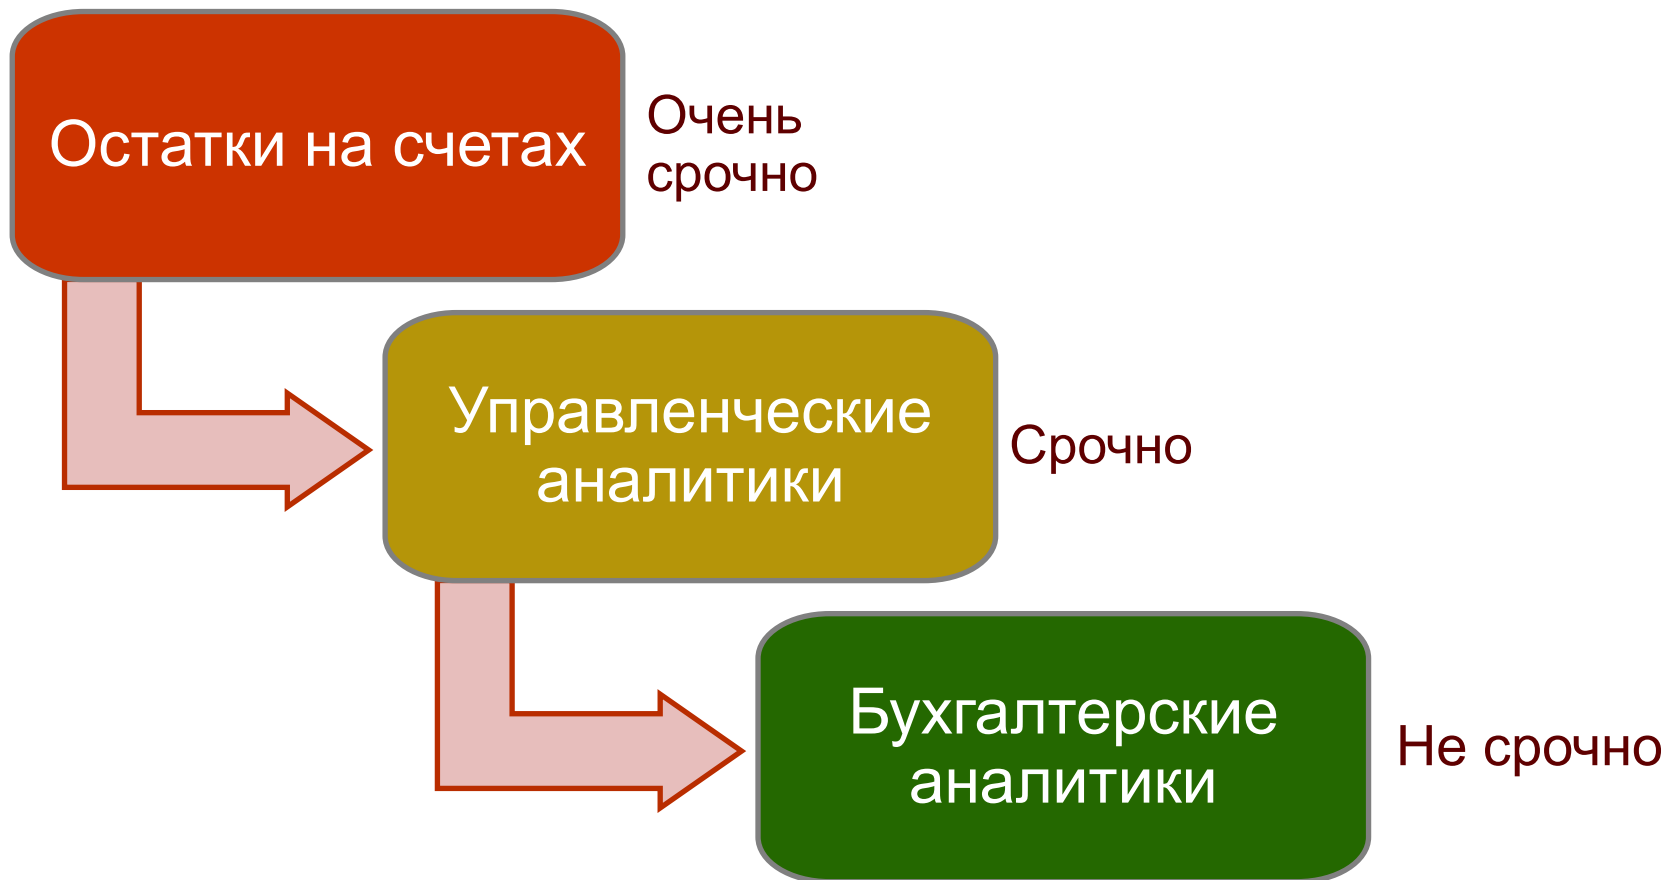 Остатки на счетах
Очень
срочно
Управленческие
аналитики
Срочно
Бухгалтерские
аналитики
Не срочно